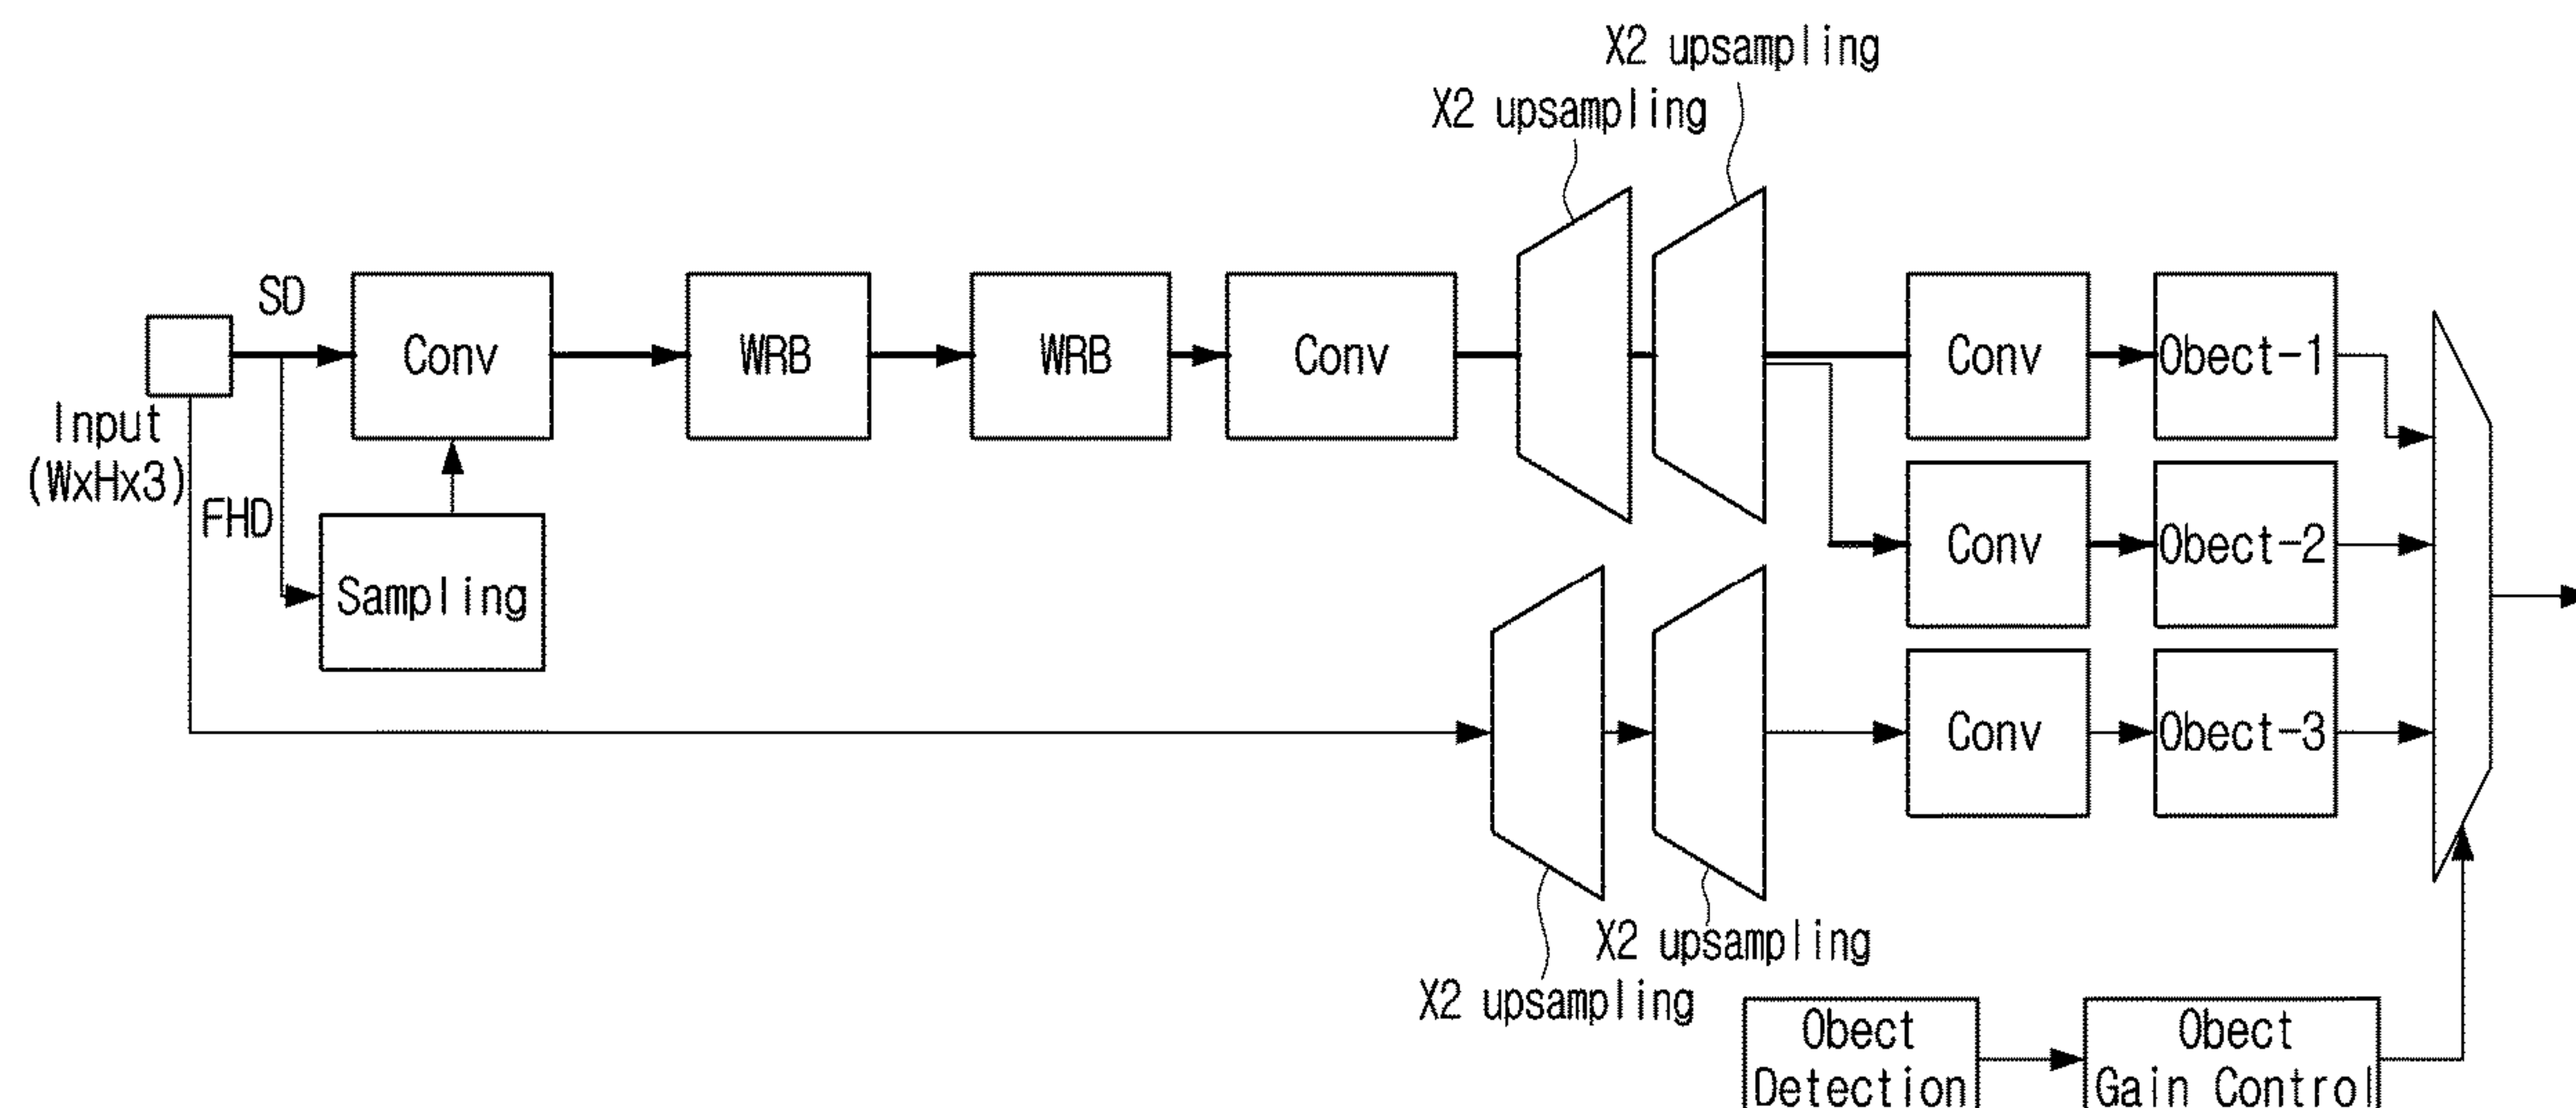 X2 upsampling
X2 upsampling
SD
Conv
WRB
WRB
Conv
Conv
Obect-1
Input
(WxHx3)
FHD
Sampling
Conv
Obect-2
Conv
Obect-3
X2 upsampling
X2 upsampling
Obect
Detection
Obect
Gain Control